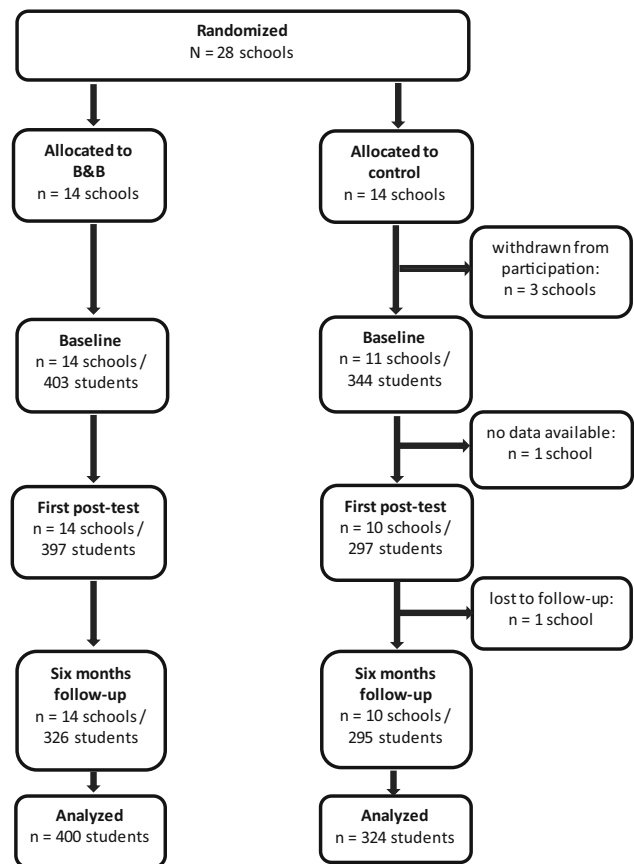 Randomized
N = 28 schools
Allocated to
B&B
n = 14 schools
Allocated to
control
n = 14 schools
withdrawn from
participation:
n = 3 schools
Baseline
n = 14 schools /
403 students
Baseline
n = 11 schools /
344 students
no data available:
n = 1 school
First post-test
n = 14 schools /
397 students
First post-test
n = 10 schools /
297 students
lost to follow-up:
n = 1 school
Six months
follow-up
n = 14 schools /
326 students
Six months
follow-up
n = 10 schools /
295 students
Analyzed
n = 400 students
Analyzed
n = 324 students